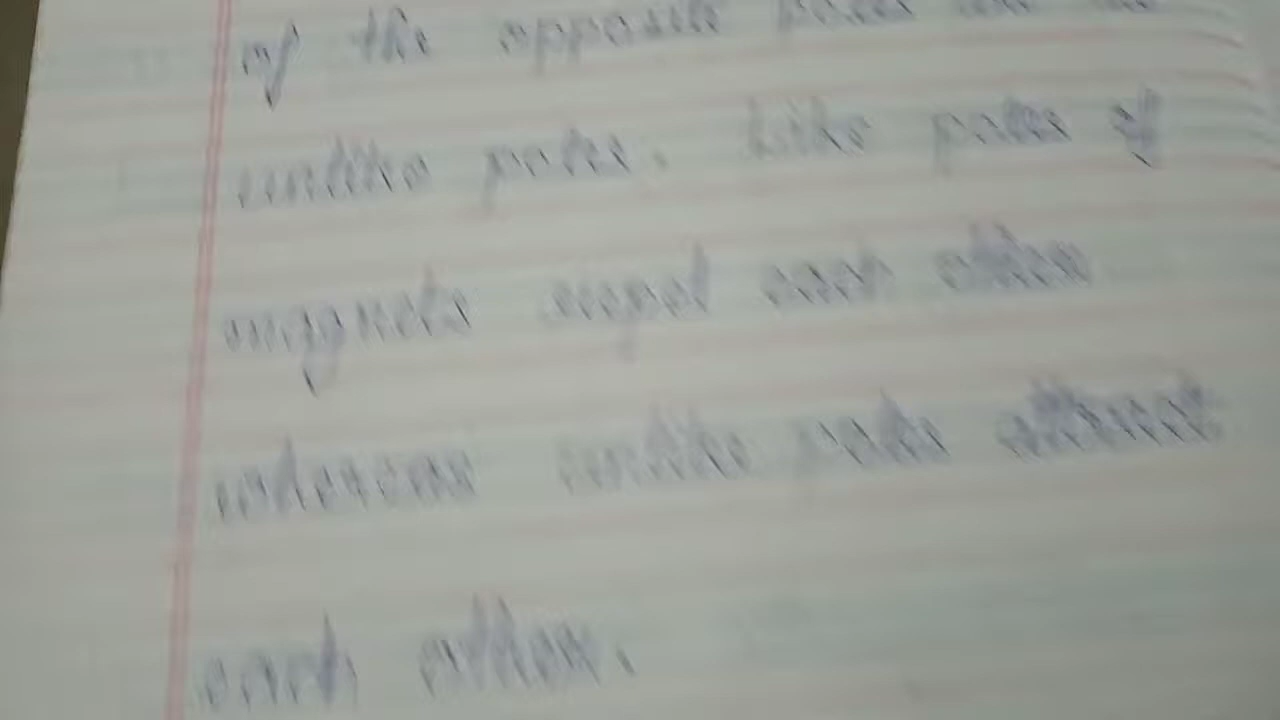 of the opposite poles are
unlike poles. Like poles of
magnets repel each other
whereas unlike poles attract
each other.